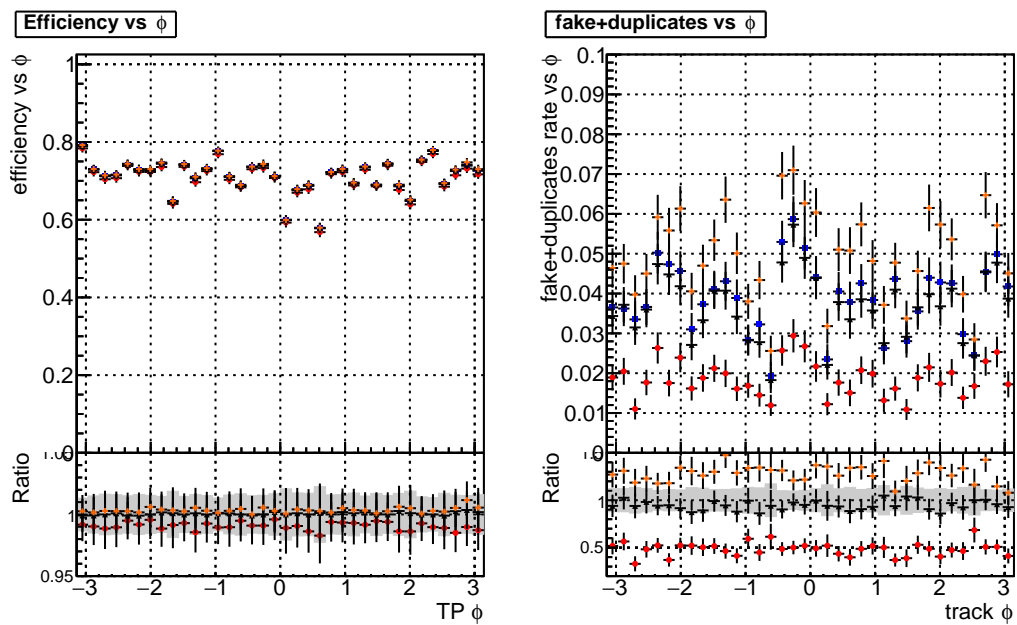 Efficiency vs ϕ
efficiency vs ϕ
1
0.8
0.6
0.4
0.2
0
Ratio
1
0.95
−3 −2 −1 0 1 2 3
TP ϕ
fake+duplicates vs ϕ
fake+duplicates rate vs ϕ
0.1
0.09
0.08
0.07
0.06
0.05
0.04
0.03
0.02
0.01
0
Ratio
1
0.5
−3 −2 −1 0 1 2 3
track ϕ